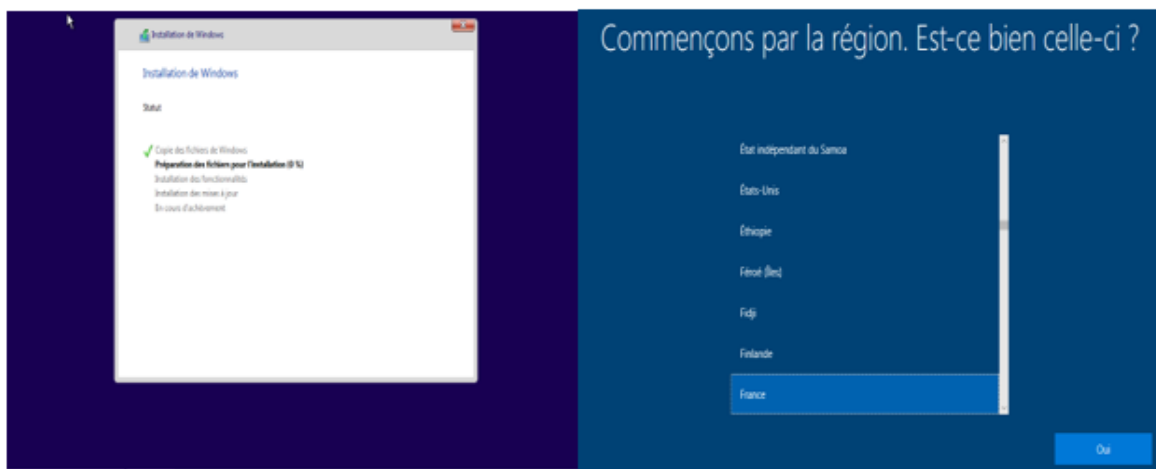 Installation de Windows
Installation de Windows
Statut
Copie des fichiers de Windows
Préparation des fichiers pour l'installation (0 %)
Installation des fonctionnalités
Installation des mises à jour
En cours d'achèvement
Commençons par la région. Est-ce bien celle-ci ?
État indépendant du Samoa
États-Unis
Éthiopie
Féroé (Îles)
Fidji
Finlande
France
Oui